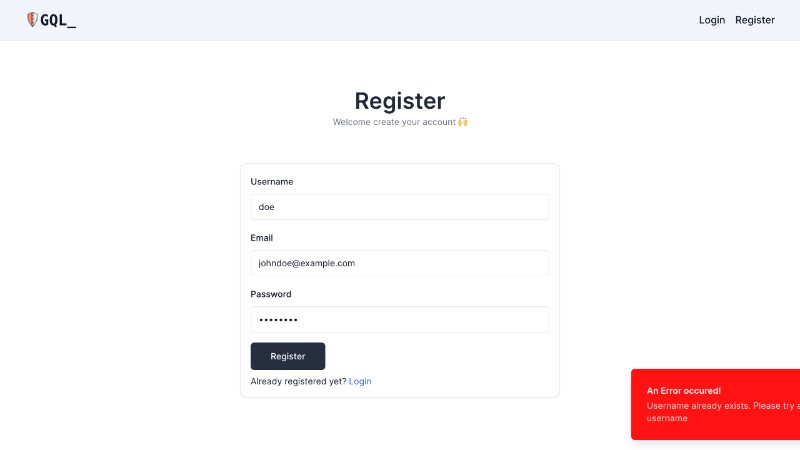 GQL_
Login Register
Register
Welcome create your account 🙌
Username
doe
Email
johndoe@example.com
Password
••••••••
Register
Already registered yet? Login
An Error occured!
Username already exists. Please try
username